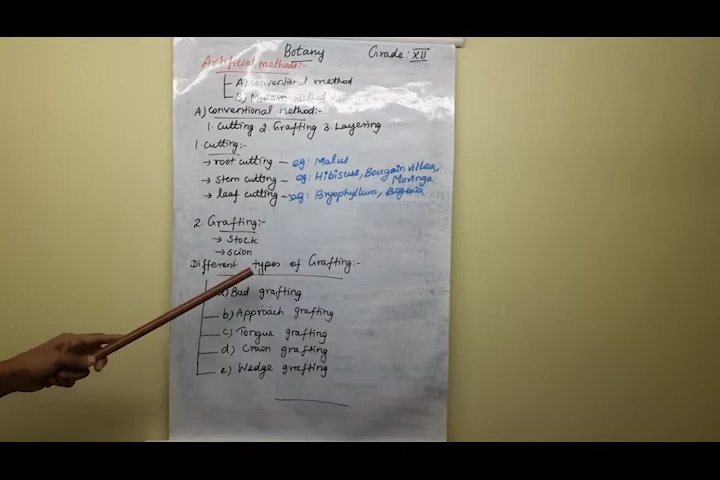 Botany Grade: XII
Artificial methods:-
A) Conventional method
B) Modern method
A) Conventional Method:-
1. Cutting 2. Grafting 3. Layering
1. Cutting:-
→ root cutting - eg: Malus
→ stem cutting - eg: Hibiscus, Bougainvillea, Moringa
→ leaf cutting - eg: Bryophyllum, Begonia
2. Grafting:-
→ Stock
→ Scion
Different types of Grafting:-
a) Bud grafting
b) Approach grafting
c) Tongue grafting
d) Crown grafting
e) Wedge grafting